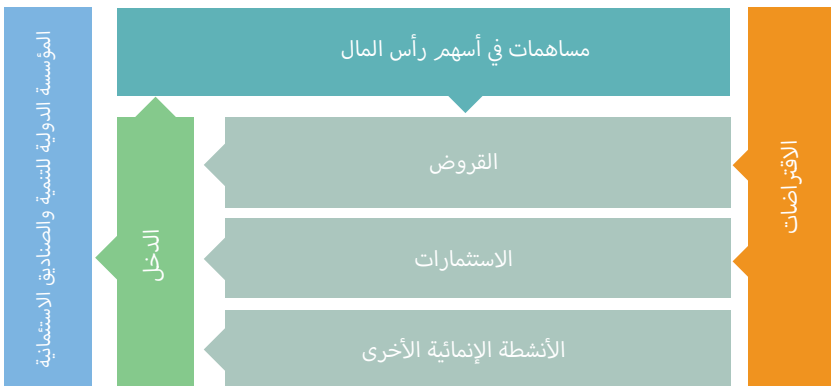 مساهمات في أسهم رأس المال
الاقتراضات
القروض
الاستثمارات
الأنشطة الإنمائية الأخرى
الدخل
المؤسسة الدولية للتنمية والصناديق الاستئمانية